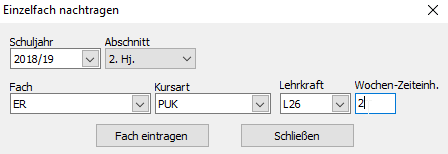 Einzelfach nachtragen
Schuljahr Abschnitt
2018/19 2. Hj.
Fach Kursart Lehrkraft Wochen-Zeiteinh.
ER PUK L26 2
Fach eintragen Schließen